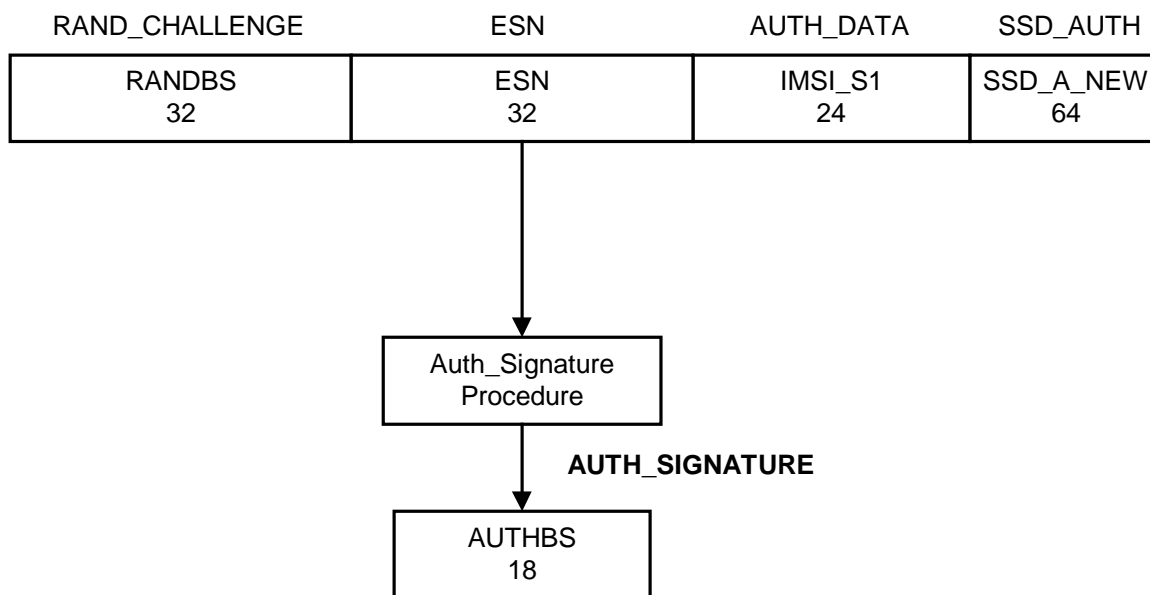 RAND_CHALLENGE ESN AUTH_DATA SSD_AUTH
RANDBS ESN IMSI_S1 SSD_A_NEW
32 32 24 64
Auth_Signature
Procedure
AUTH_SIGNATURE
AUTHBS
18